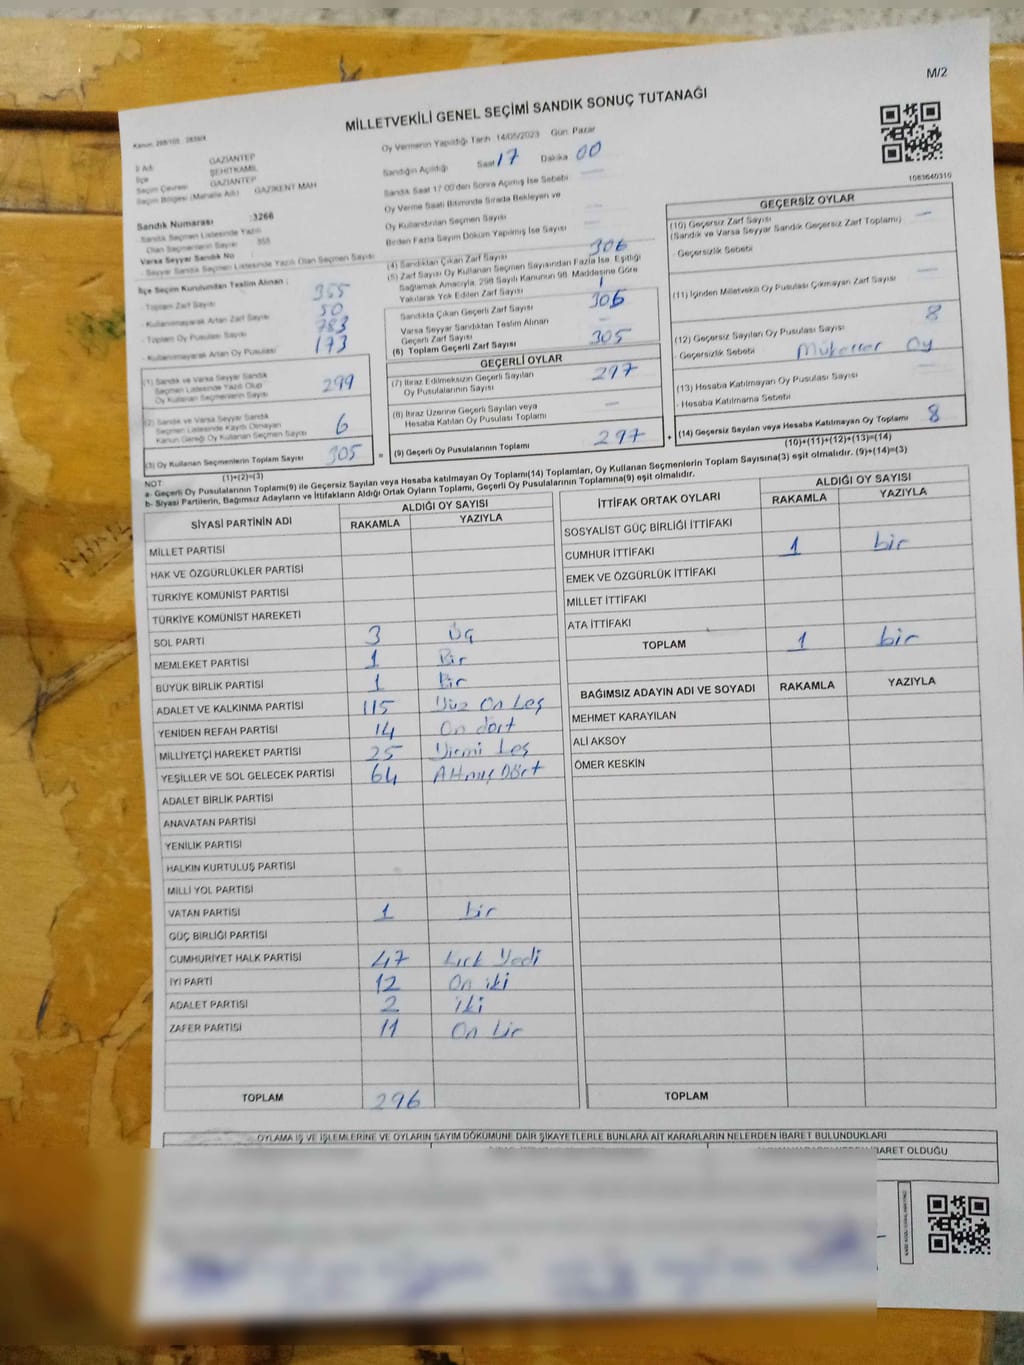 M/2
MİLLETVEKİLİ GENEL SEÇİMİ SANDIK SONUÇ TUTANAĞI
İl Adı GAZİANTEP
İlçe ŞEHİTKAMİL
Seçim Çevresi GAZİANTEP
Seçim Bölgesi (Mahalle Adı) GAZİKENT MAH
Sandık Numarası :3266
Sandık Seçmen Listesinde Yazılı
Olan Seçmenlerin Sayısı 355
Varsa Seyyar Sandık No
- Seyyar Sandık Seçmen Listesinde Yazılı Olan Seçmen Sayısı
İlçe Seçim Kurulundan Teslim Alınan ;
- Toplam Zarf Sayısı 355
- Kullanılmayarak Artan Zarf Sayısı 50
- Toplam Oy Pusulası Sayısı 783
- Kullanılmayarak Artan Oy Pusulası 173
(1) Sandık ve Varsa Seyyar Sandık
Seçmen Listesinde Yazılı Olup
Oy Kullanan Seçmenlerin Sayısı 299
(2) Sandık ve Varsa Seyyar Sandık
Seçmen Listesinde Kayıtlı Olmayan
Kanun Gereği Oy Kullanan Seçmen Sayısı 6
(3) Oy Kullanan Seçmenlerin Toplam Sayısı 305
(1)+(2)=(3)
Oy Vermenin Yapıldığı Tarih :14/05/2023 Gün: Pazar
Sandığın Açıldığı Saat 17 Dakika 00
Sandık Saat 17:00'den Sonra Açılmış İse Sebebi
Oy Verme Saati Bitiminde Sırada Bekleyen ve
Oy Kullandırılan Seçmen Sayısı
Birden Fazla Sayım Döküm Yapılmış İse Sayısı
(4) Sandıktan Çıkan Zarf Sayısı 306
(5) Zarf Sayısı Oy Kullanan Seçmen Sayısından Fazla İse, Eşitliği
Sağlamak Amacıyla, 298 Sayılı Kanunun 98. Maddesine Göre
Yakılarak Yok Edilen Zarf Sayısı 1
Sandıkta Çıkan Geçerli Zarf Sayısı 306
Varsa Seyyar Sandıktan Teslim Alınan
Geçerli Zarf Sayısı
(6) Toplam Geçerli Zarf Sayısı 305
GEÇERLİ OYLAR
(7) İtiraz Edilmeksizin Geçerli Sayılan
Oy Pusulalarının Sayısı 297
(8) İtiraz Üzerine Geçerli Sayılan veya
Hesaba Katılan Oy Pusulası Toplamı
(9) Geçerli Oy Pusulalarının Toplamı 297
1083640310
GEÇERSİZ OYLAR
(10) Geçersiz Zarf Sayısı
(Sandık ve Varsa Seyyar Sandık Geçersiz Zarf Toplamı)
- Geçersizlik Sebebi
(11) İçinden Milletvekili Oy Pusulası Çıkmayan Zarf Sayısı
(12) Geçersiz Sayılan Oy Pusulası Sayısı 8
- Geçersizlik Sebebi Mükerrer Oy
(13) Hesaba Katılmayan Oy Pusulası Sayısı
- Hesaba Katılmama Sebebi
(14) Geçersiz Sayılan veya Hesaba Katılmayan Oy Toplamı 8
(10)+(11)+(12)+(13)=(14)
NOT:
a- Geçerli Oy Pusulalarının Toplamı(9) ile Geçersiz Sayılan veya Hesaba katılmayan Oy Toplamı(14) Toplamları, Oy Kullanan Seçmenlerin Toplam Sayısına(3) eşit olmalıdır. (9)+(14)=(3)
b- Siyasi Partilerin, Bağımsız Adayların ve İttifakların Aldığı Ortak Oyların Toplamı, Geçerli Oy Pusulalarının Toplamına(9) eşit olmalıdır.
SİYASİ PARTİNİN ADI ALDIĞI OY SAYISI
RAKAMLA YAZIYLA
MİLLET PARTİSİ
HAK VE ÖZGÜRLÜKLER PARTİSİ
TÜRKİYE KOMÜNİST PARTİSİ
TÜRKİYE KOMÜNİST HAREKETİ
SOL PARTİ 3 Üç
MEMLEKET PARTİSİ 1 Bir
BÜYÜK BİRLİK PARTİSİ 1 Bir
ADALET VE KALKINMA PARTİSİ 115 Yüz On beş
YENİDEN REFAH PARTİSİ 14 On dört
MİLLİYETÇİ HAREKET PARTİSİ 25 Yirmi beş
YEŞİLLER VE SOL GELECEK PARTİSİ 64 Altmış Dört
ADALET BİRLİK PARTİSİ
ANAVATAN PARTİSİ
YENİLİK PARTİSİ
HALKIN KURTULUŞ PARTİSİ
MİLLİ YOL PARTİSİ
VATAN PARTİSİ 1 bir
GÜÇ BİRLİĞİ PARTİSİ
CUMHURİYET HALK PARTİSİ 47 kırk Yedi
İYİ PARTİ 12 On iki
ADALET PARTİSİ 2 iki
ZAFER PARTİSİ 11 On bir
TOPLAM 296
İTTİFAK ORTAK OYLARI ALDIĞI OY SAYISI
RAKAMLA YAZIYLA
SOSYALİST GÜÇ BİRLİĞİ İTTİFAKI
CUMHUR İTTİFAKI 1 bir
EMEK VE ÖZGÜRLÜK İTTİFAKI
MİLLET İTTİFAKI
ATA İTTİFAKI
TOPLAM 1 bir
BAĞIMSIZ ADAYIN ADI VE SOYADI RAKAMLA YAZIYLA
MEHMET KARAYILAN
ALİ AKSOY
ÖMER KESKİN
TOPLAM
OYLAMA İŞ VE İŞLEMLERİNE VE OYLARIN SAYIM DÖKÜMÜNE DAİR ŞİKAYETLERLE BUNLARA AİT KARARLARIN NELERDEN İBARET BULUNDUKLARI
İBARET OLDUĞU